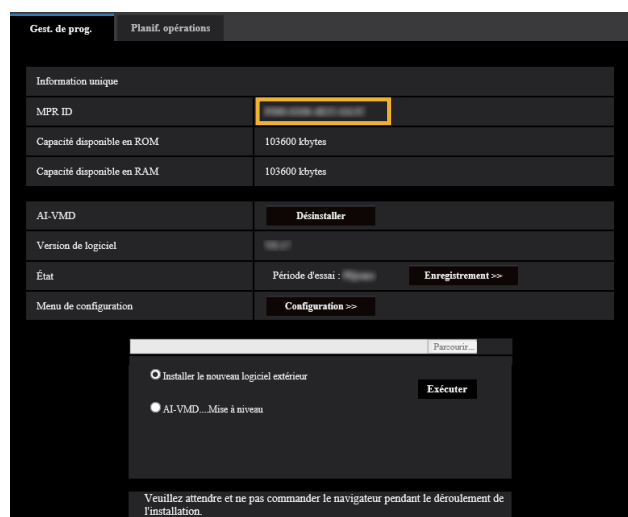 Gest. de prog. Planif. opérations
Information unique
MPR ID
Capacité disponible en ROM 103600 kbytes
Capacité disponible en RAM 103600 kbytes
AI-VMD Désinstaller
Version de logiciel
État Période d'essai : Enregistrement >>
Menu de configuration Configuration >>
Parcourir...
Installer le nouveau logiciel extérieur
Exécuter
AI-VMD....Mise à niveau
Veuillez attendre et ne pas commander le navigateur pendant le déroulement de
l'installation.